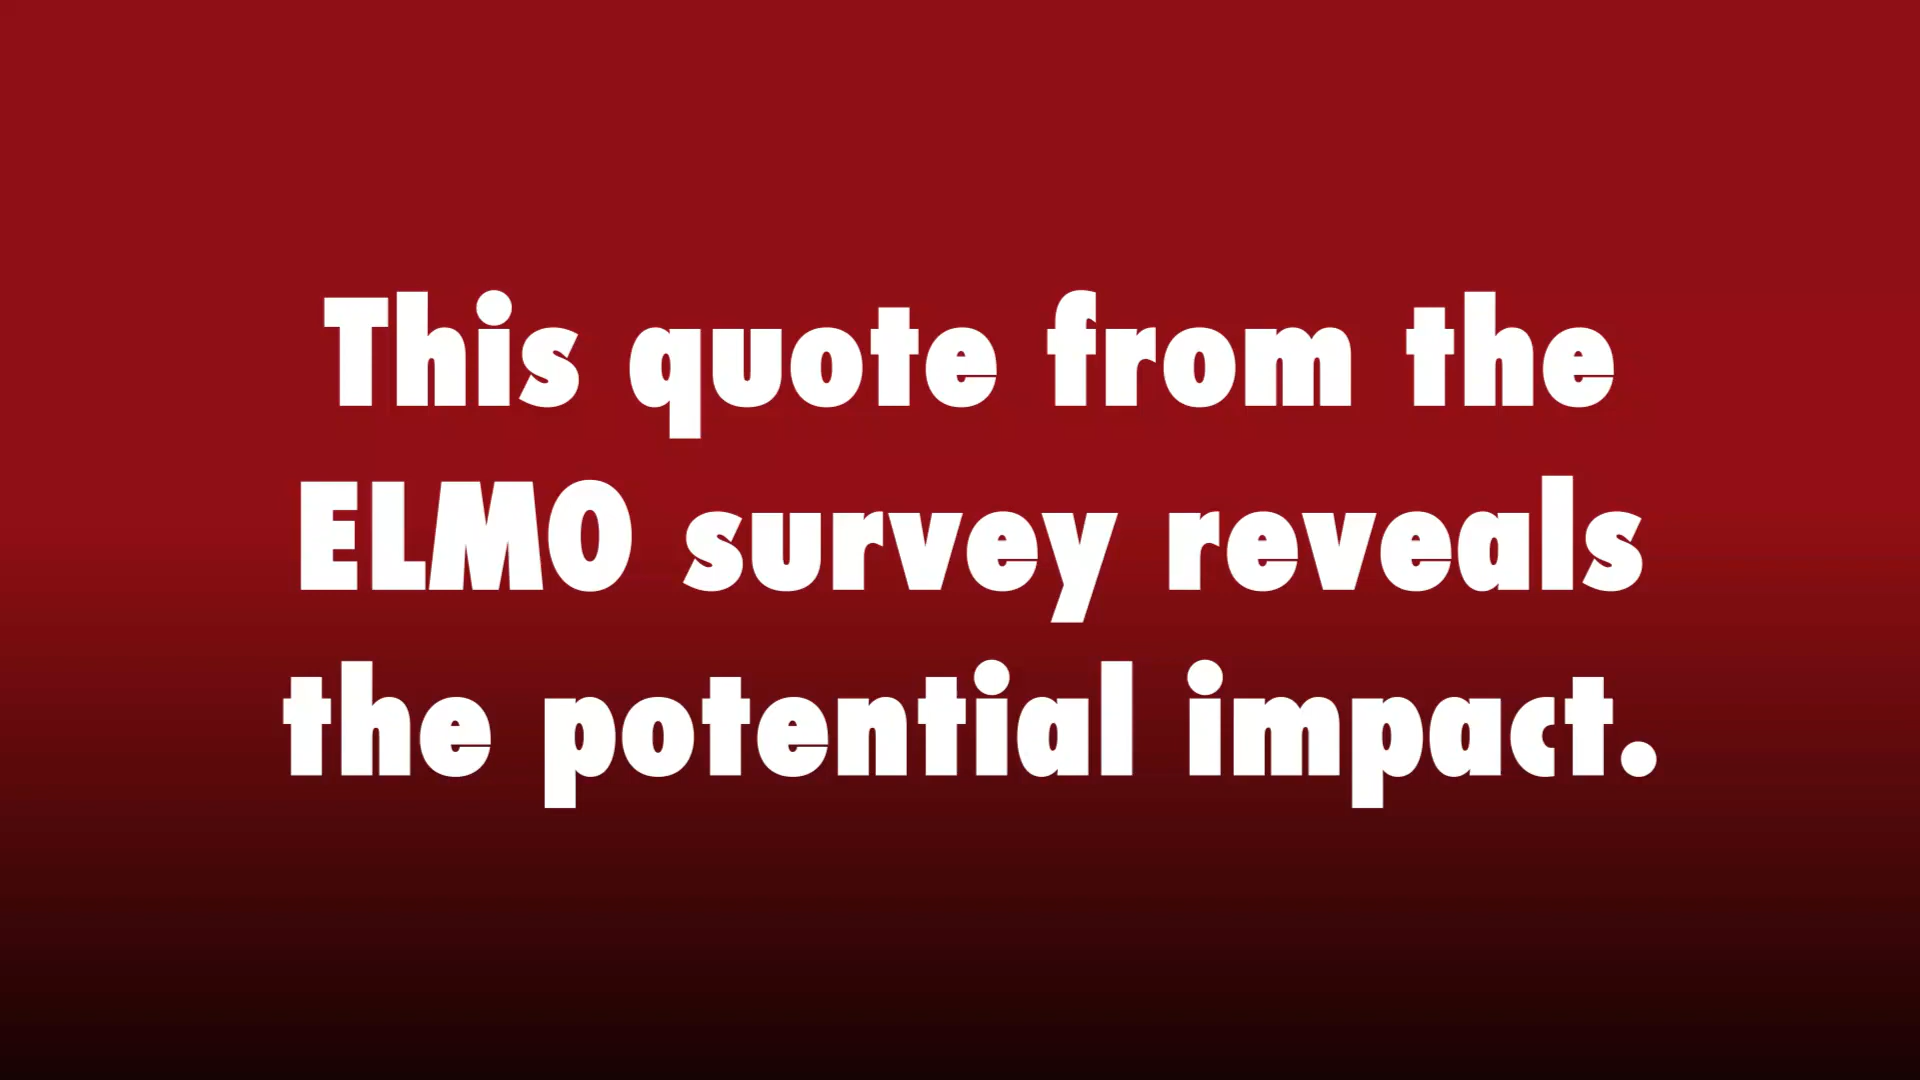 This quote from the
ELMO survey reveals
the potential impact.